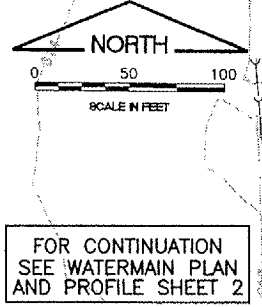 NORTH
0 50 100
SCALE IN FEET
FOR CONTINUATION
SEE WATERMAIN PLAN
AND PROFILE SHEET 2